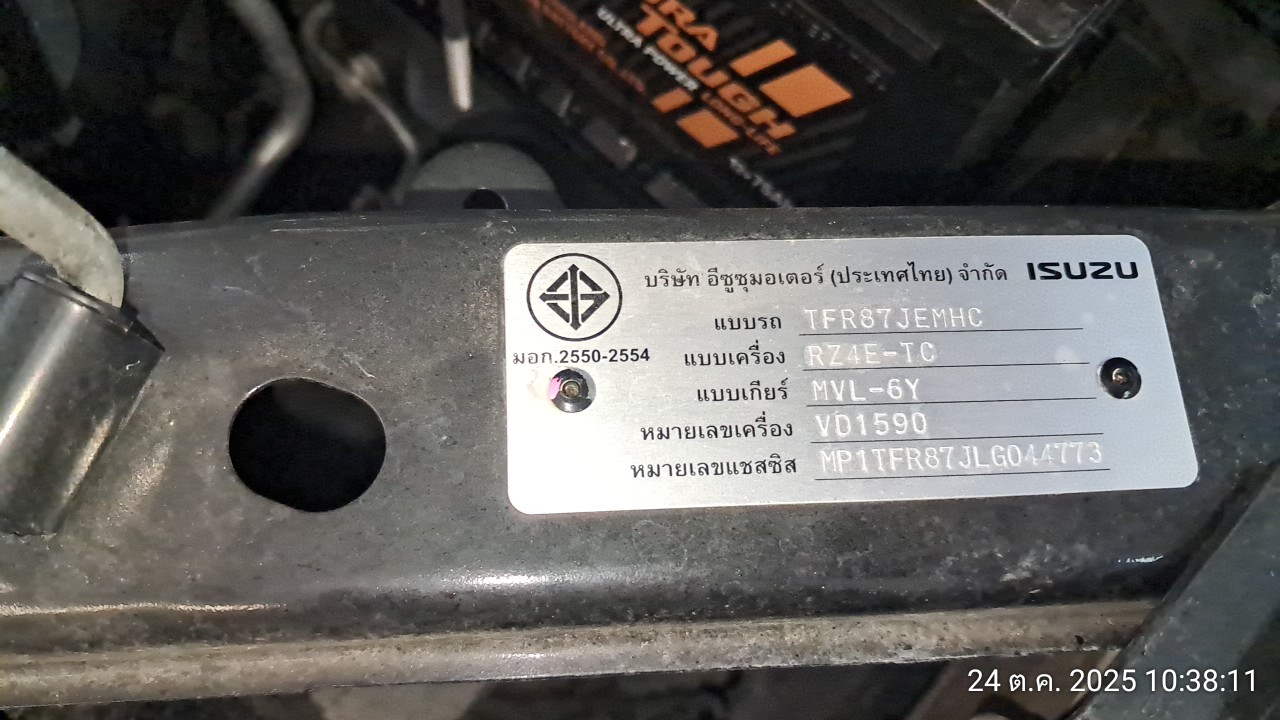 TOUGH
ULTRA POWER
บริษัท อีซูซุมอเตอร์ (ประเทศไทย) จำกัด ISUZU
แบบรถ TFR87JEMHC
มอก.2550-2554 แบบเครื่อง RZ4E-TC
แบบเกียร์ MVL-6Y
หมายเลขเครื่อง VD1590
หมายเลขแชสซิส MP1TFR87JLG044773
24 ต.ค. 2025 10:38:11